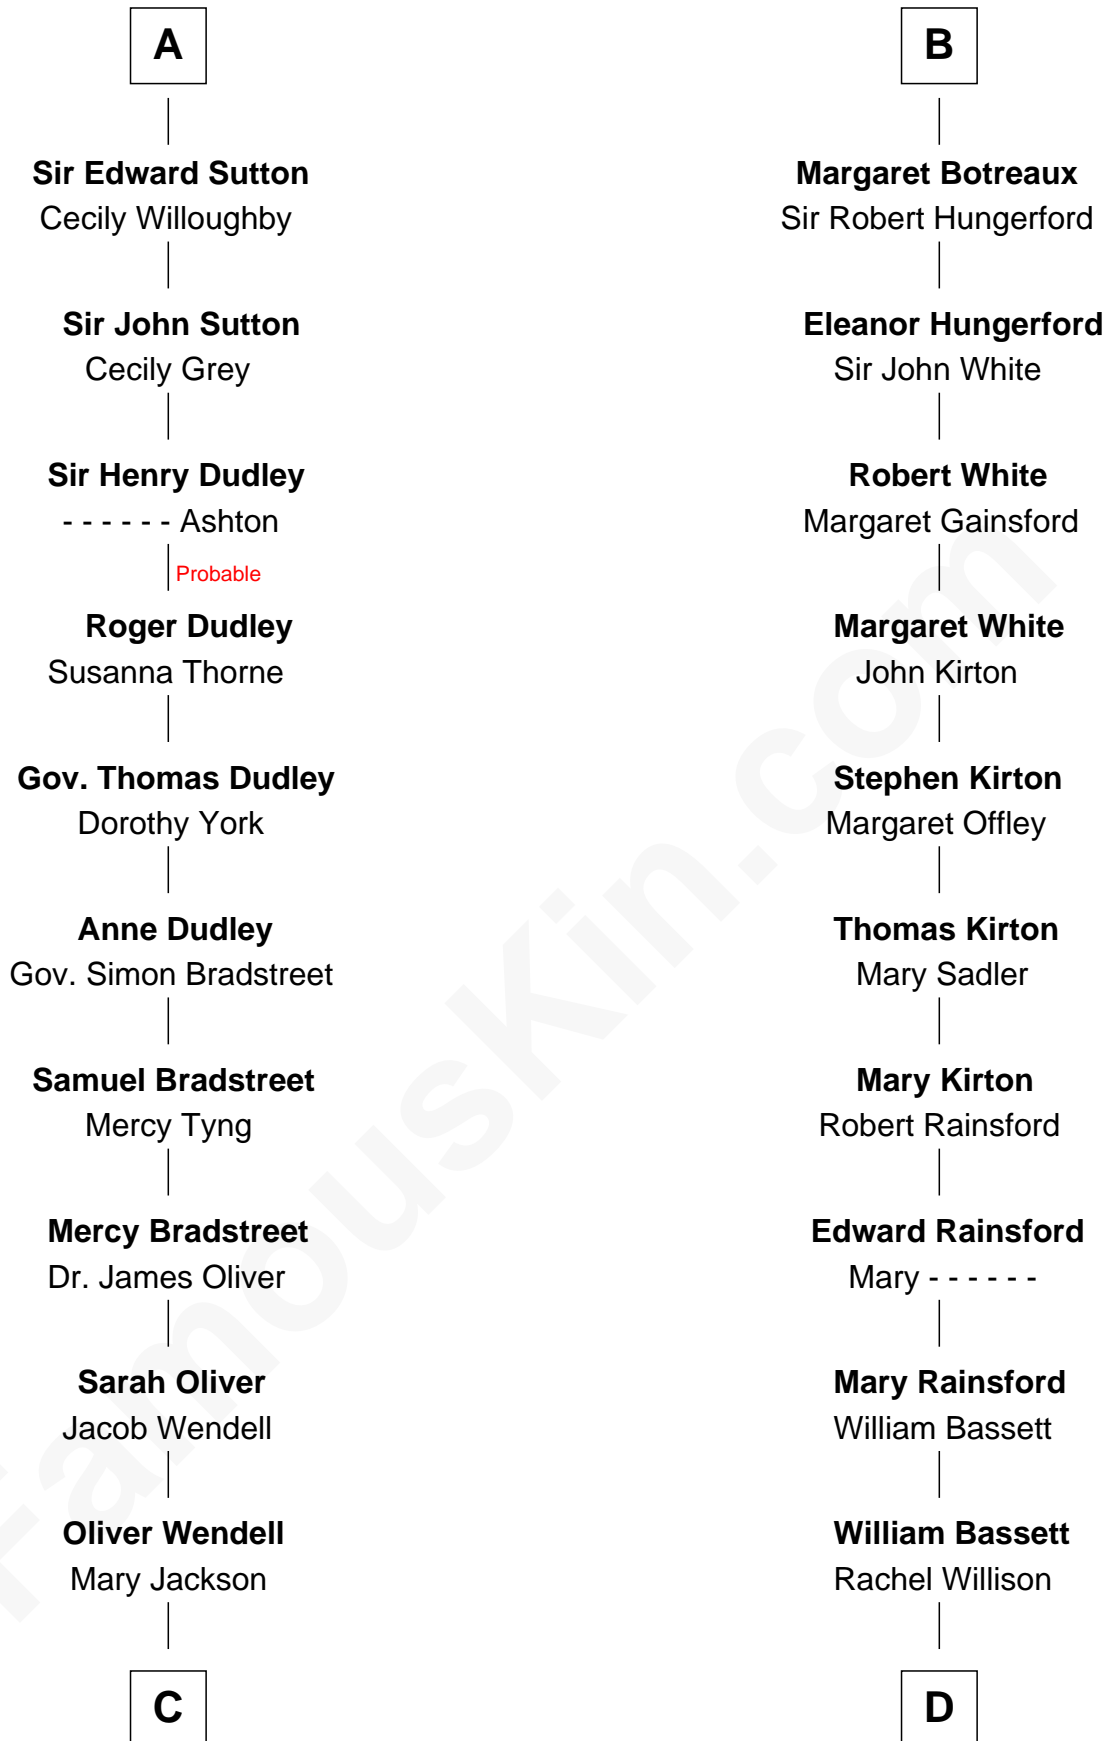 A
Sir Edward Sutton
Cecily Willoughby
Sir John Sutton
Cecily Grey
Sir Henry Dudley
- - - - - - Ashton
Probable
Roger Dudley
Susanna Thorne
Gov. Thomas Dudley
Dorothy York
Anne Dudley
Gov. Simon Bradstreet
Samuel Bradstreet
Mercy Tyng
Mercy Bradstreet
Dr. James Oliver
Sarah Oliver
Jacob Wendell
Oliver Wendell
Mary Jackson
C
B
Margaret Botreaux
Sir Robert Hungerford
Eleanor Hungerford
Sir John White
Robert White
Margaret Gainsford
Margaret White
John Kirton
Stephen Kirton
Margaret Offley
Thomas Kirton
Mary Sadler
Mary Kirton
Robert Rainsford
Edward Rainsford
Mary - - - - - -
Mary Rainsford
William Bassett
William Bassett
Rachel Willison
D
FamousKin.com